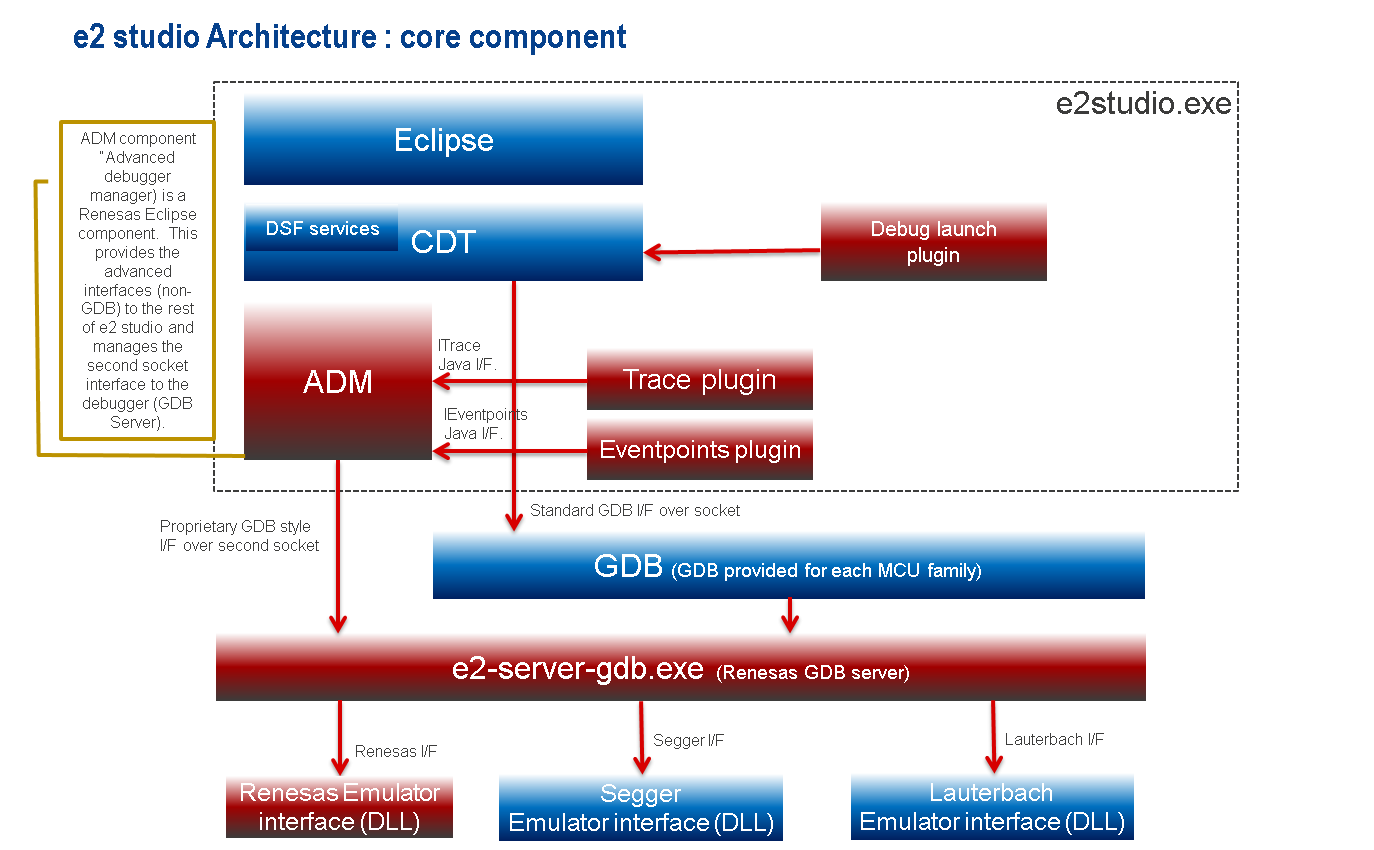 e2 studio Architecture : core component
e2studio.exe
ADM component
“Advanced
debugger
manager) is a
Renesas Eclipse
component. This
provides the
advanced
interfaces (non-
GDB) to the rest
of e2 studio and
manages the
second socket
interface to the
debugger (GDB
Server).
Eclipse
DSF services
CDT
Debug launch
plugin
ADM
ITrace
Java I/F.
Trace plugin
IEventpoints
Java I/F.
Eventpoints plugin
Proprietary GDB style
I/F over second socket
Standard GDB I/F over socket
GDB (GDB provided for each MCU family)
e2-server-gdb.exe (Renesas GDB server)
Renesas I/F
Segger I/F
Lauterbach I/F
Renesas Emulator
interface (DLL)
Segger
Emulator interface (DLL)
Lauterbach
Emulator interface (DLL)